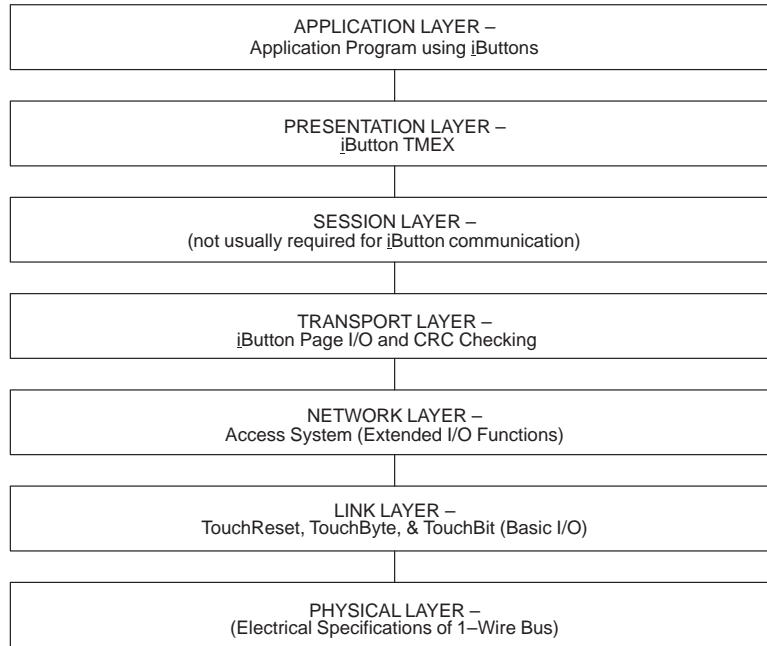 APPLICATION LAYER –
Application Program using iButtons
PRESENTATION LAYER –
iButton TMEX
SESSION LAYER –
(not usually required for iButton communication)
TRANSPORT LAYER –
iButton Page I/O and CRC Checking
NETWORK LAYER –
Access System (Extended I/O Functions)
LINK LAYER –
TouchReset, TouchByte, & TouchBit (Basic I/O)
PHYSICAL LAYER –
(Electrical Specifications of 1–Wire Bus)